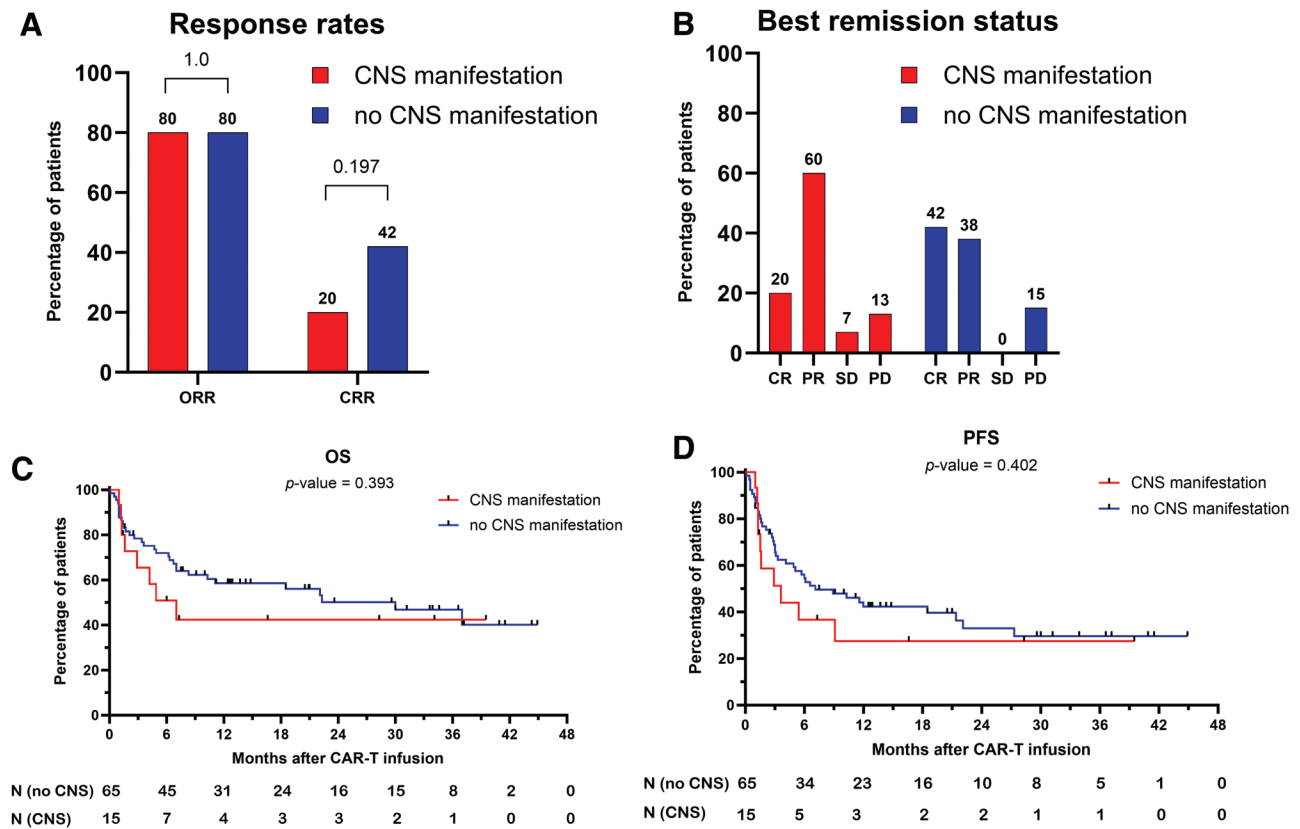 A
Response rates
CNS manifestation
no CNS manifestation
Percentage of patients
100
80
60
40
20
0
1.0
80
80
0.197
20
42
ORR
CRR
B
Best remission status
CNS manifestation
no CNS manifestation
Percentage of patients
100
80
60
40
20
0
20
60
7
13
42
38
0
15
CR PR SD PD
CR PR SD PD
C
OS
p-value = 0.393
CNS manifestation
no CNS manifestation
Percentage of patients
100
80
60
40
20
0
0 6 12 18 24 30 36 42 48
Months after CAR-T infusion
N (no CNS) 65 45 31 24 16 15 8 2 0
N (CNS) 15 7 4 3 3 2 1 0 0
D
PFS
p-value = 0.402
CNS manifestation
no CNS manifestation
Percentage of patients
100
80
60
40
20
0
0 6 12 18 24 30 36 42 48
Months after CAR-T infusion
N (no CNS) 65 34 23 16 10 8 5 1 0
N (CNS) 15 5 3 2 2 1 1 0 0